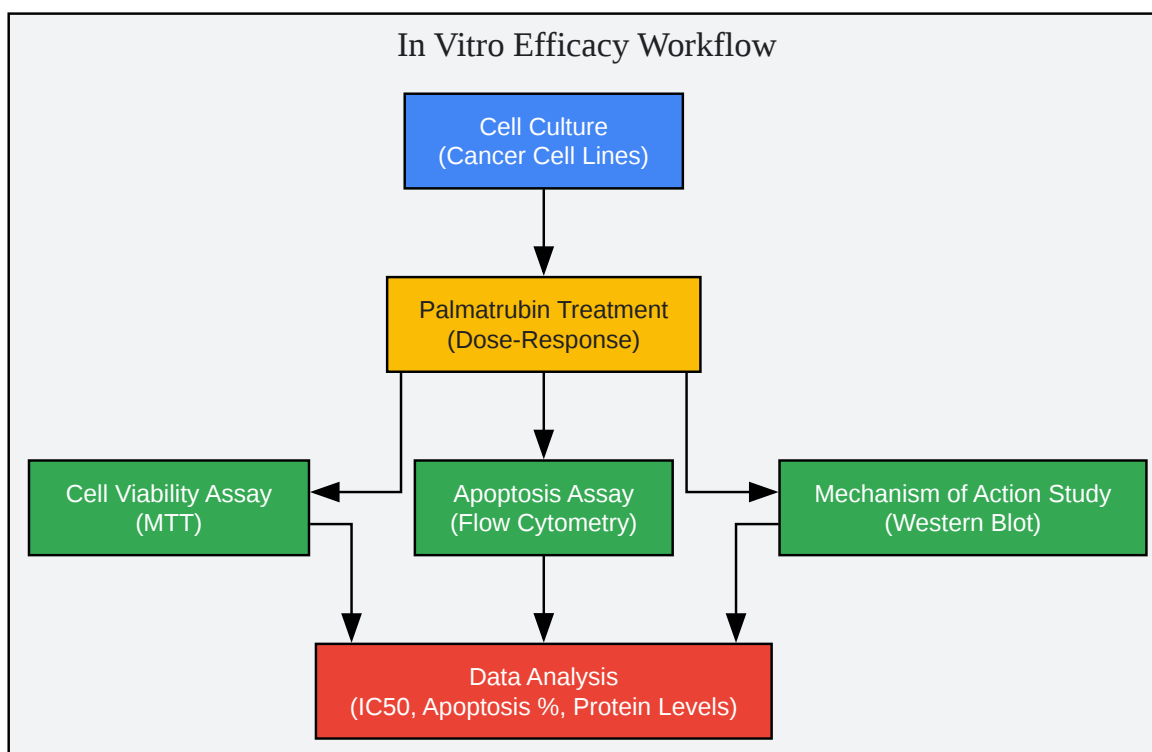 In Vitro Efficacy Workflow
Cell Culture
(Cancer Cell Lines)
Palmatrubin Treatment
(Dose-Response)
Cell Viability Assay
(MTT)
Apoptosis Assay
(Flow Cytometry)
Mechanism of Action Study
(Western Blot)
Data Analysis
(IC50, Apoptosis %, Protein Levels)